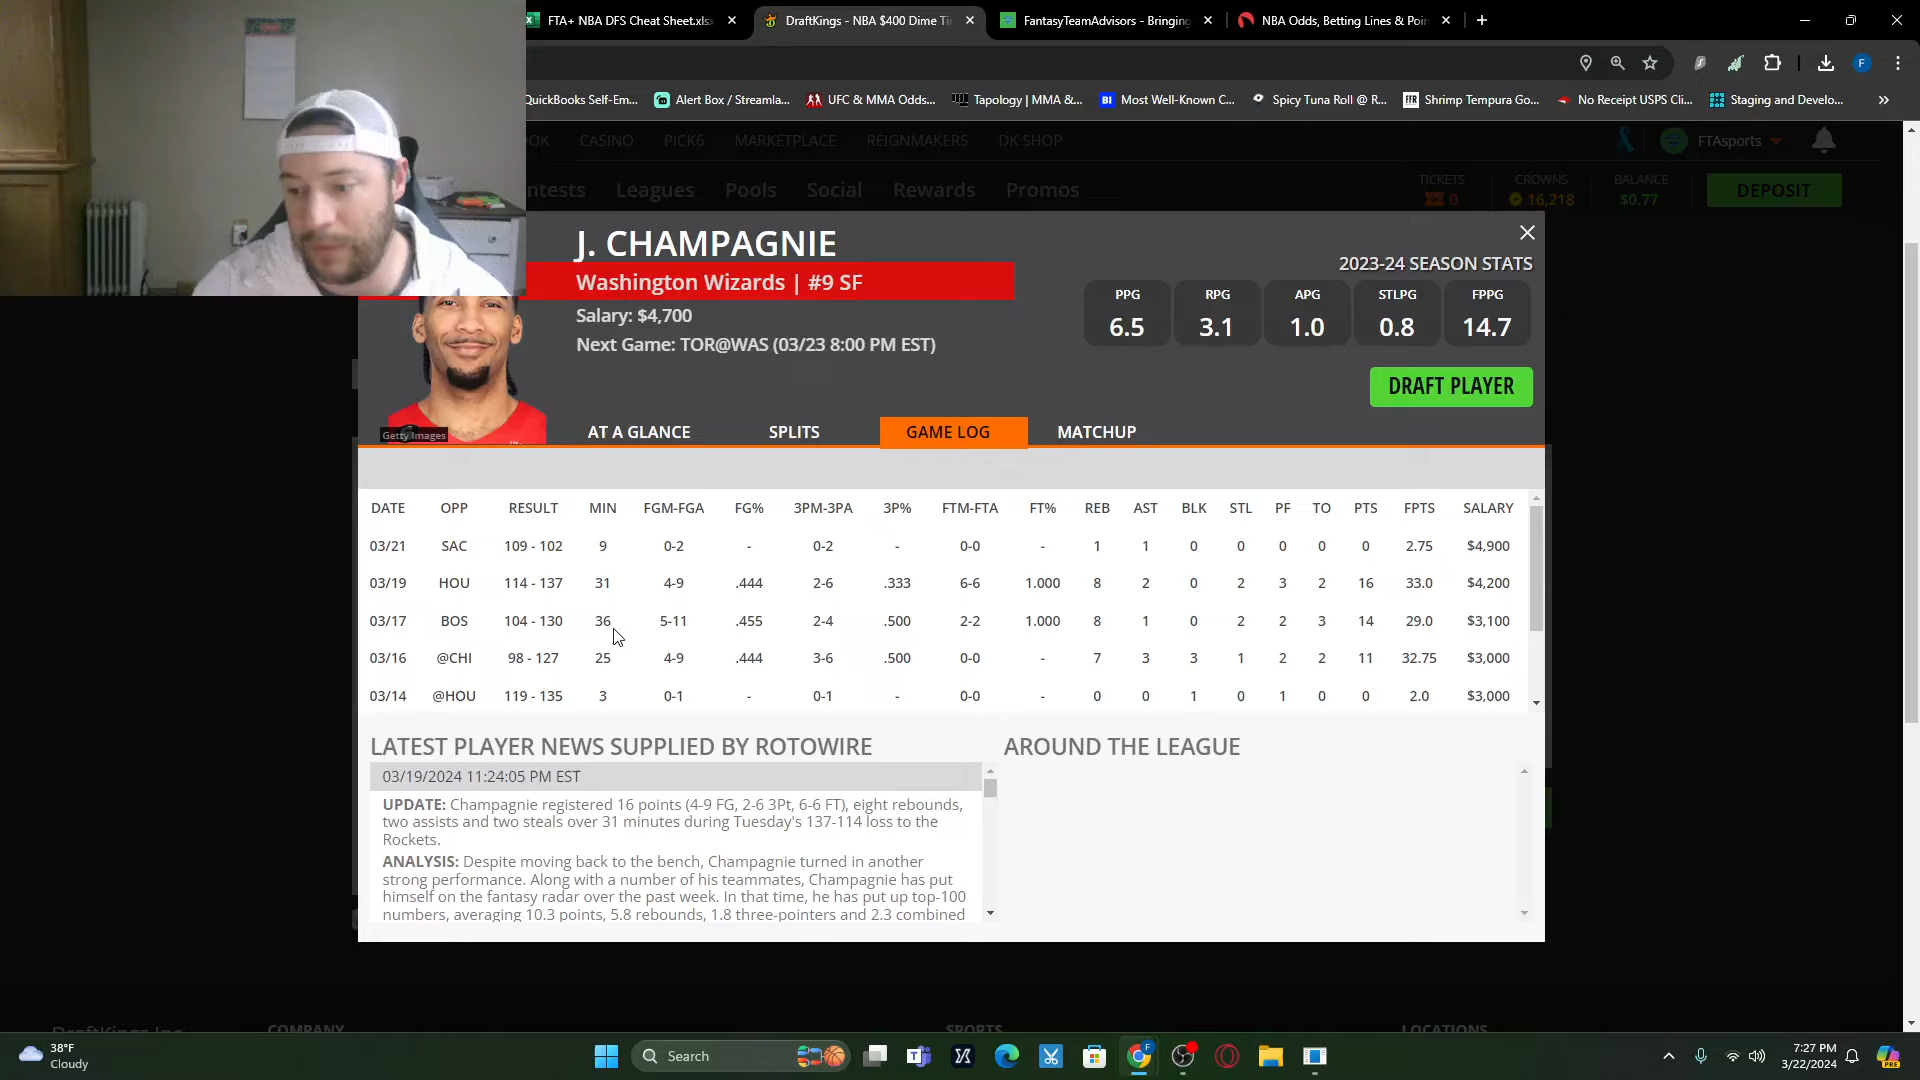 FTA+ NBA DFS Cheat Sheet.xls
DraftKings - NBA $400 Dime Ti
FantasyTeamAdvisors - Bringing
NBA Odds, Betting Lines & Poin
QuickBooks Self-Em...
Alert Box / Streamla...
UFC & MMA Odds...
Tapology | MMA &...
BI
Most Well-Known C...
Spicy Tuna Roll @ R...
FFR
Shrimp Tempura Go...
No Receipt USPS Cli...
Staging and Develo...
F
OK
CASINO
PICK6
MARKETPLACE
REIGNMAKERS
DK SHOP
FTAsports
ntests
Leagues
Pools
Social
Rewards
Promos
TICKETS
0
CROWNS
16,218
BALANCE
$0.77
DEPOSIT
J. CHAMPAGNIE
Washington Wizards | #9 SF
Salary: $4,700
Next Game: TOR@WAS (03/23 8:00 PM EST)
2023-24 SEASON STATS
PPG RPG APG STLPG FPPG
6.5 3.1 1.0 0.8 14.7
DRAFT PLAYER
Getty Images
AT A GLANCE
SPLITS
GAME LOG
MATCHUP
DATE OPP RESULT MIN FGM-FGA FG% 3PM-3PA 3P% FTM-FTA FT% REB AST BLK STL PF TO PTS FPTS SALARY
03/21 SAC 109 - 102 9 0-2 - 0-2 - 0-0 - 1 1 0 0 0 0 0 2.75 $4,900
03/19 HOU 114 - 137 31 4-9 .444 2-6 .333 6-6 1.000 8 2 0 2 3 2 16 33.0 $4,200
03/17 BOS 104 - 130 36 5-11 .455 2-4 .500 2-2 1.000 8 1 0 2 2 3 14 29.0 $3,100
03/16 @CHI 98 - 127 25 4-9 .444 3-6 .500 0-0 - 7 3 3 1 2 2 11 32.75 $3,000
03/14 @HOU 119 - 135 3 0-1 - 0-1 - 0-0 - 0 0 1 0 1 0 0 2.0 $3,000
LATEST PLAYER NEWS SUPPLIED BY ROTOWIRE
AROUND THE LEAGUE
03/19/2024 11:24:05 PM EST
UPDATE: Champagnie registered 16 points (4-9 FG, 2-6 3Pt, 6-6 FT), eight rebounds,
two assists and two steals over 31 minutes during Tuesday's 137-114 loss to the
Rockets.
ANALYSIS: Despite moving back to the bench, Champagnie turned in another
strong performance. Along with a number of his teammates, Champagnie has put
himself on the fantasy radar over the past week. In that time, he has put up top-100
numbers, averaging 10.3 points, 5.8 rebounds, 1.8 three-pointers and 2.3 combined
DraftKings Inc.
COMPANY
SPORTS
LOCATIONS
38°F
Cloudy
Search
7:27 PM
3/22/2024
PRE